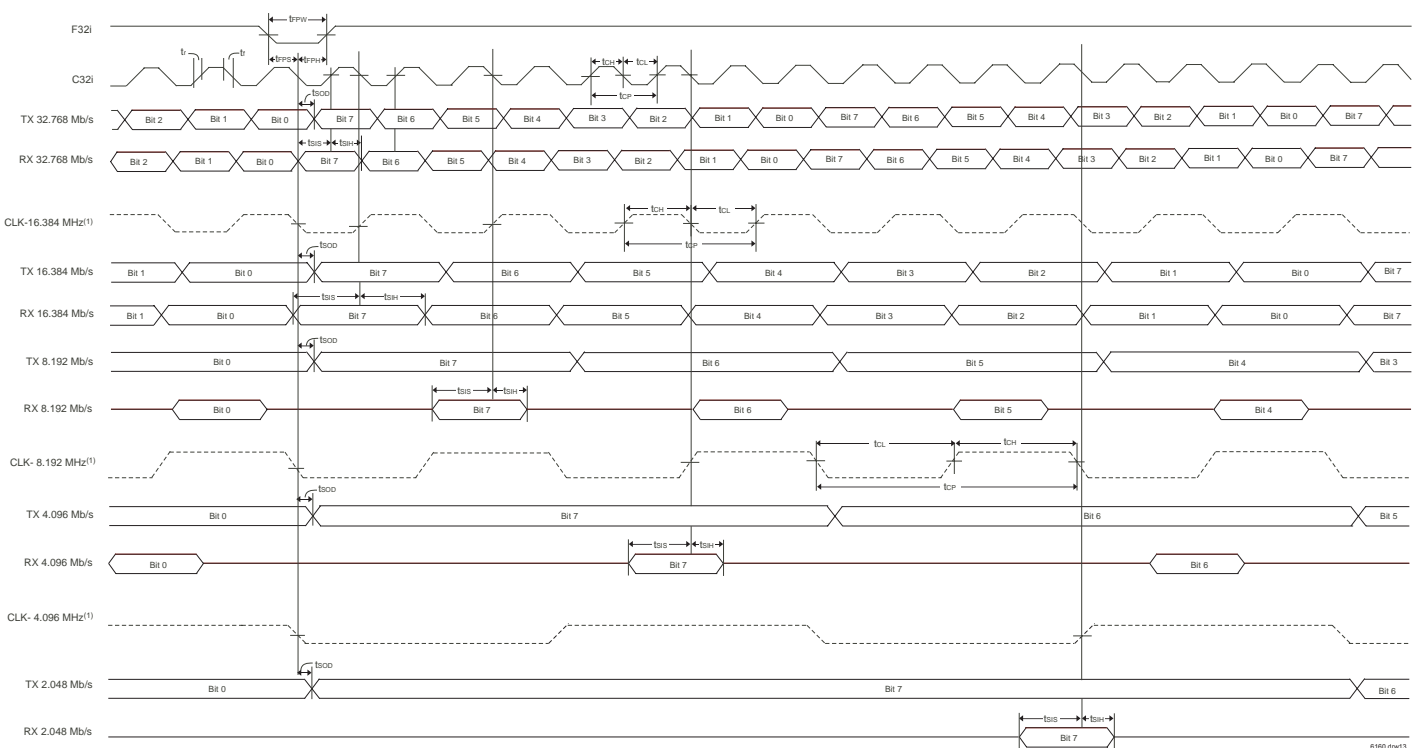 tFPW
F32i
tr tf tFPS tFPH tCH tCL
C32i
tSOD tCP
TX 32.768 Mb/s Bit 2 Bit 1 Bit 0 Bit 7 Bit 6 Bit 5 Bit 4 Bit 3 Bit 2 Bit 1 Bit 0 Bit 7 Bit 6 Bit 5 Bit 4 Bit 3 Bit 2 Bit 1 Bit 0 Bit 7
tSIS tSIH
RX 32.768 Mb/s Bit 2 Bit 1 Bit 0 Bit 7 Bit 6 Bit 5 Bit 4 Bit 3 Bit 2 Bit 1 Bit 0 Bit 7 Bit 6 Bit 5 Bit 4 Bit 3 Bit 2 Bit 1 Bit 0 Bit 7
tCH tCL
CLK-16.384 MHz(1)
tSOD tCP
TX 16.384 Mb/s Bit 1 Bit 0 Bit 7 Bit 6 Bit 5 Bit 4 Bit 3 Bit 2 Bit 1 Bit 0 Bit 7
tSIS tSIH
RX 16.384 Mb/s Bit 1 Bit 0 Bit 7 Bit 6 Bit 5 Bit 4 Bit 3 Bit 2 Bit 1 Bit 0 Bit 7
tSOD
TX 8.192 Mb/s Bit 0 Bit 7 Bit 6 Bit 5 Bit 4 Bit 3
tSIS tSIH
RX 8.192 Mb/s Bit 0 Bit 7 Bit 6 Bit 5 Bit 4
tCL tCH
CLK- 8.192 MHz(1)
tCP
tSOD
TX 4.096 Mb/s Bit 0 Bit 7 Bit 6 Bit 5
tSIS tSIH
RX 4.096 Mb/s Bit 0 Bit 7 Bit 6
CLK- 4.096 MHz(1)
tSOD
TX 2.048 Mb/s Bit 0 Bit 7 Bit 6
tSIS tSIH
RX 2.048 Mb/s Bit 7
6160 drw13